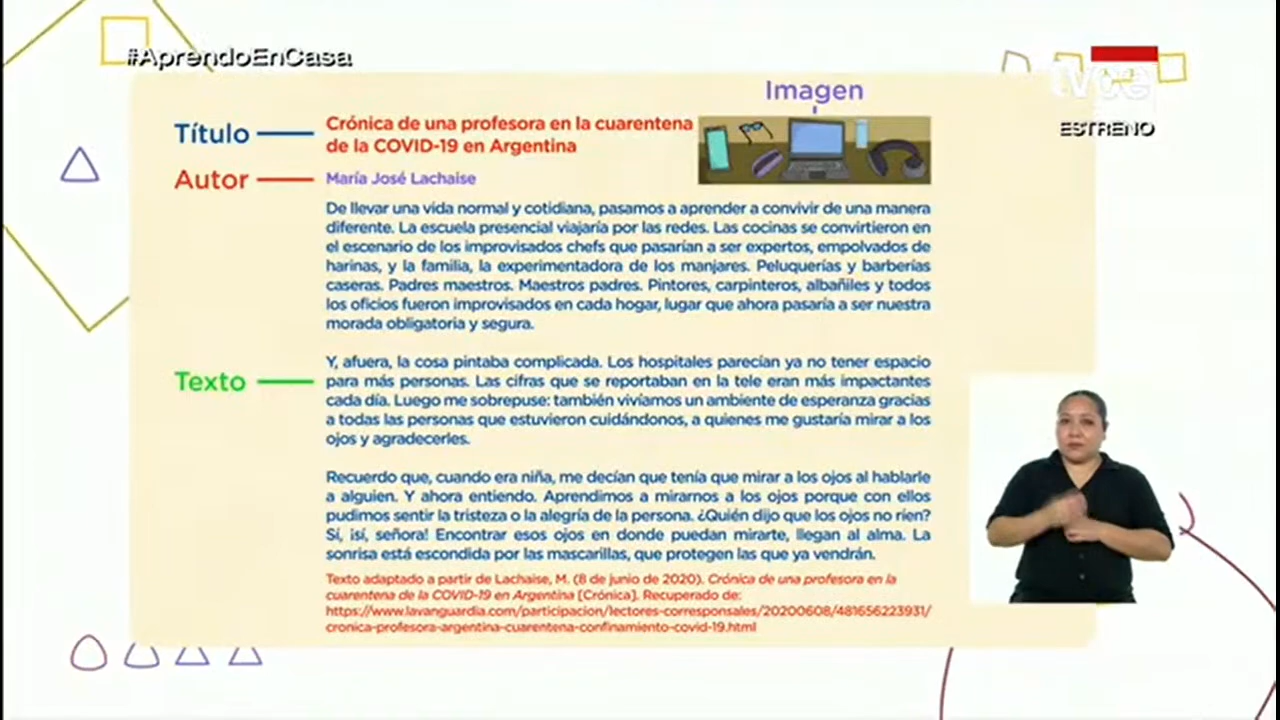 #AprendoEnCasa
tvce
ESTRENO
Imagen
Título
Crónica de una profesora en la cuarentena
de la COVID-19 en Argentina
Autor
María José Lachaise
De llevar una vida normal y cotidiana, pasamos a aprender a convivir de una manera
diferente. La escuela presencial viajaría por las redes. Las cocinas se convirtieron en
el escenario de los improvisados chefs que pasarían a ser expertos, empolvados de
harinas, y la familia, la experimentadora de los manjares. Peluquerías y barberías
caseras. Padres maestros. Maestros padres. Pintores, carpinteros, albañiles y todos
los oficios fueron improvisados en cada hogar, lugar que ahora pasaría a ser nuestra
morada obligatoria y segura.
Texto
Y, afuera, la cosa pintaba complicada. Los hospitales parecían ya no tener espacio
para más personas. Las cifras que se reportaban en la tele eran más impactantes
cada día. Luego me sobrepuse: también vivíamos un ambiente de esperanza gracias
a todas las personas que estuvieron cuidándonos, a quienes me gustaría mirar a los
ojos y agradecerles.
Recuerdo que, cuando era niña, me decían que tenía que mirar a los ojos al hablarle
a alguien. Y ahora entiendo. Aprendimos a mirarnos a los ojos porque con ellos
pudimos sentir la tristeza o la alegría de la persona. ¿Quién dijo que los ojos no ríen?
Sí, ¡sí, señora! Encontrar esos ojos en donde puedan mirarte, llegan al alma. La
sonrisa está escondida por las mascarillas, que protegen las que ya vendrán.
Texto adaptado a partir de Lachaise, M. (8 de junio de 2020). Crónica de una profesora en la
cuarentena de la COVID-19 en Argentina [Crónica]. Recuperado de:
https://www.lavanguardia.com/participacion/lectores-corresponsales/20200608/481656223931/
cronica-profesora-argentina-cuarentena-confinamiento-covid-19.html